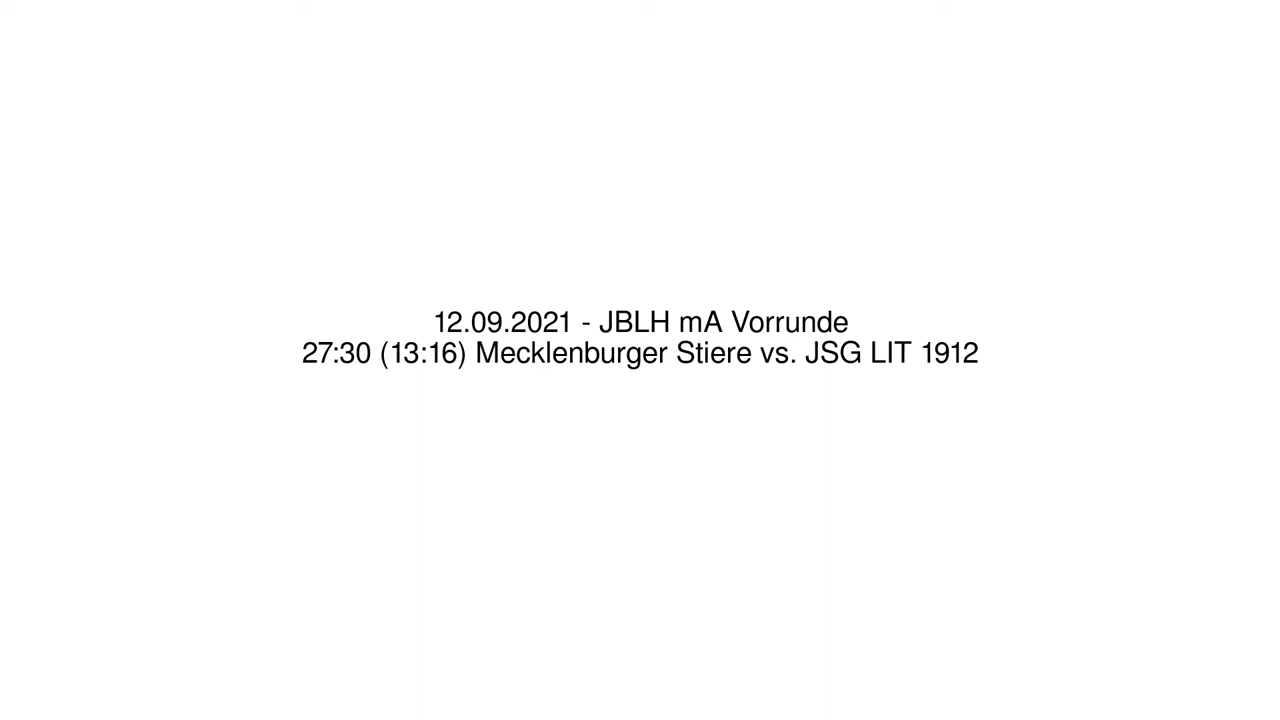 12.09.2021 - JBLH mA Vorrunde
27:30 (13:16) Mecklenburger Stiere vs. JSG LIT 1912